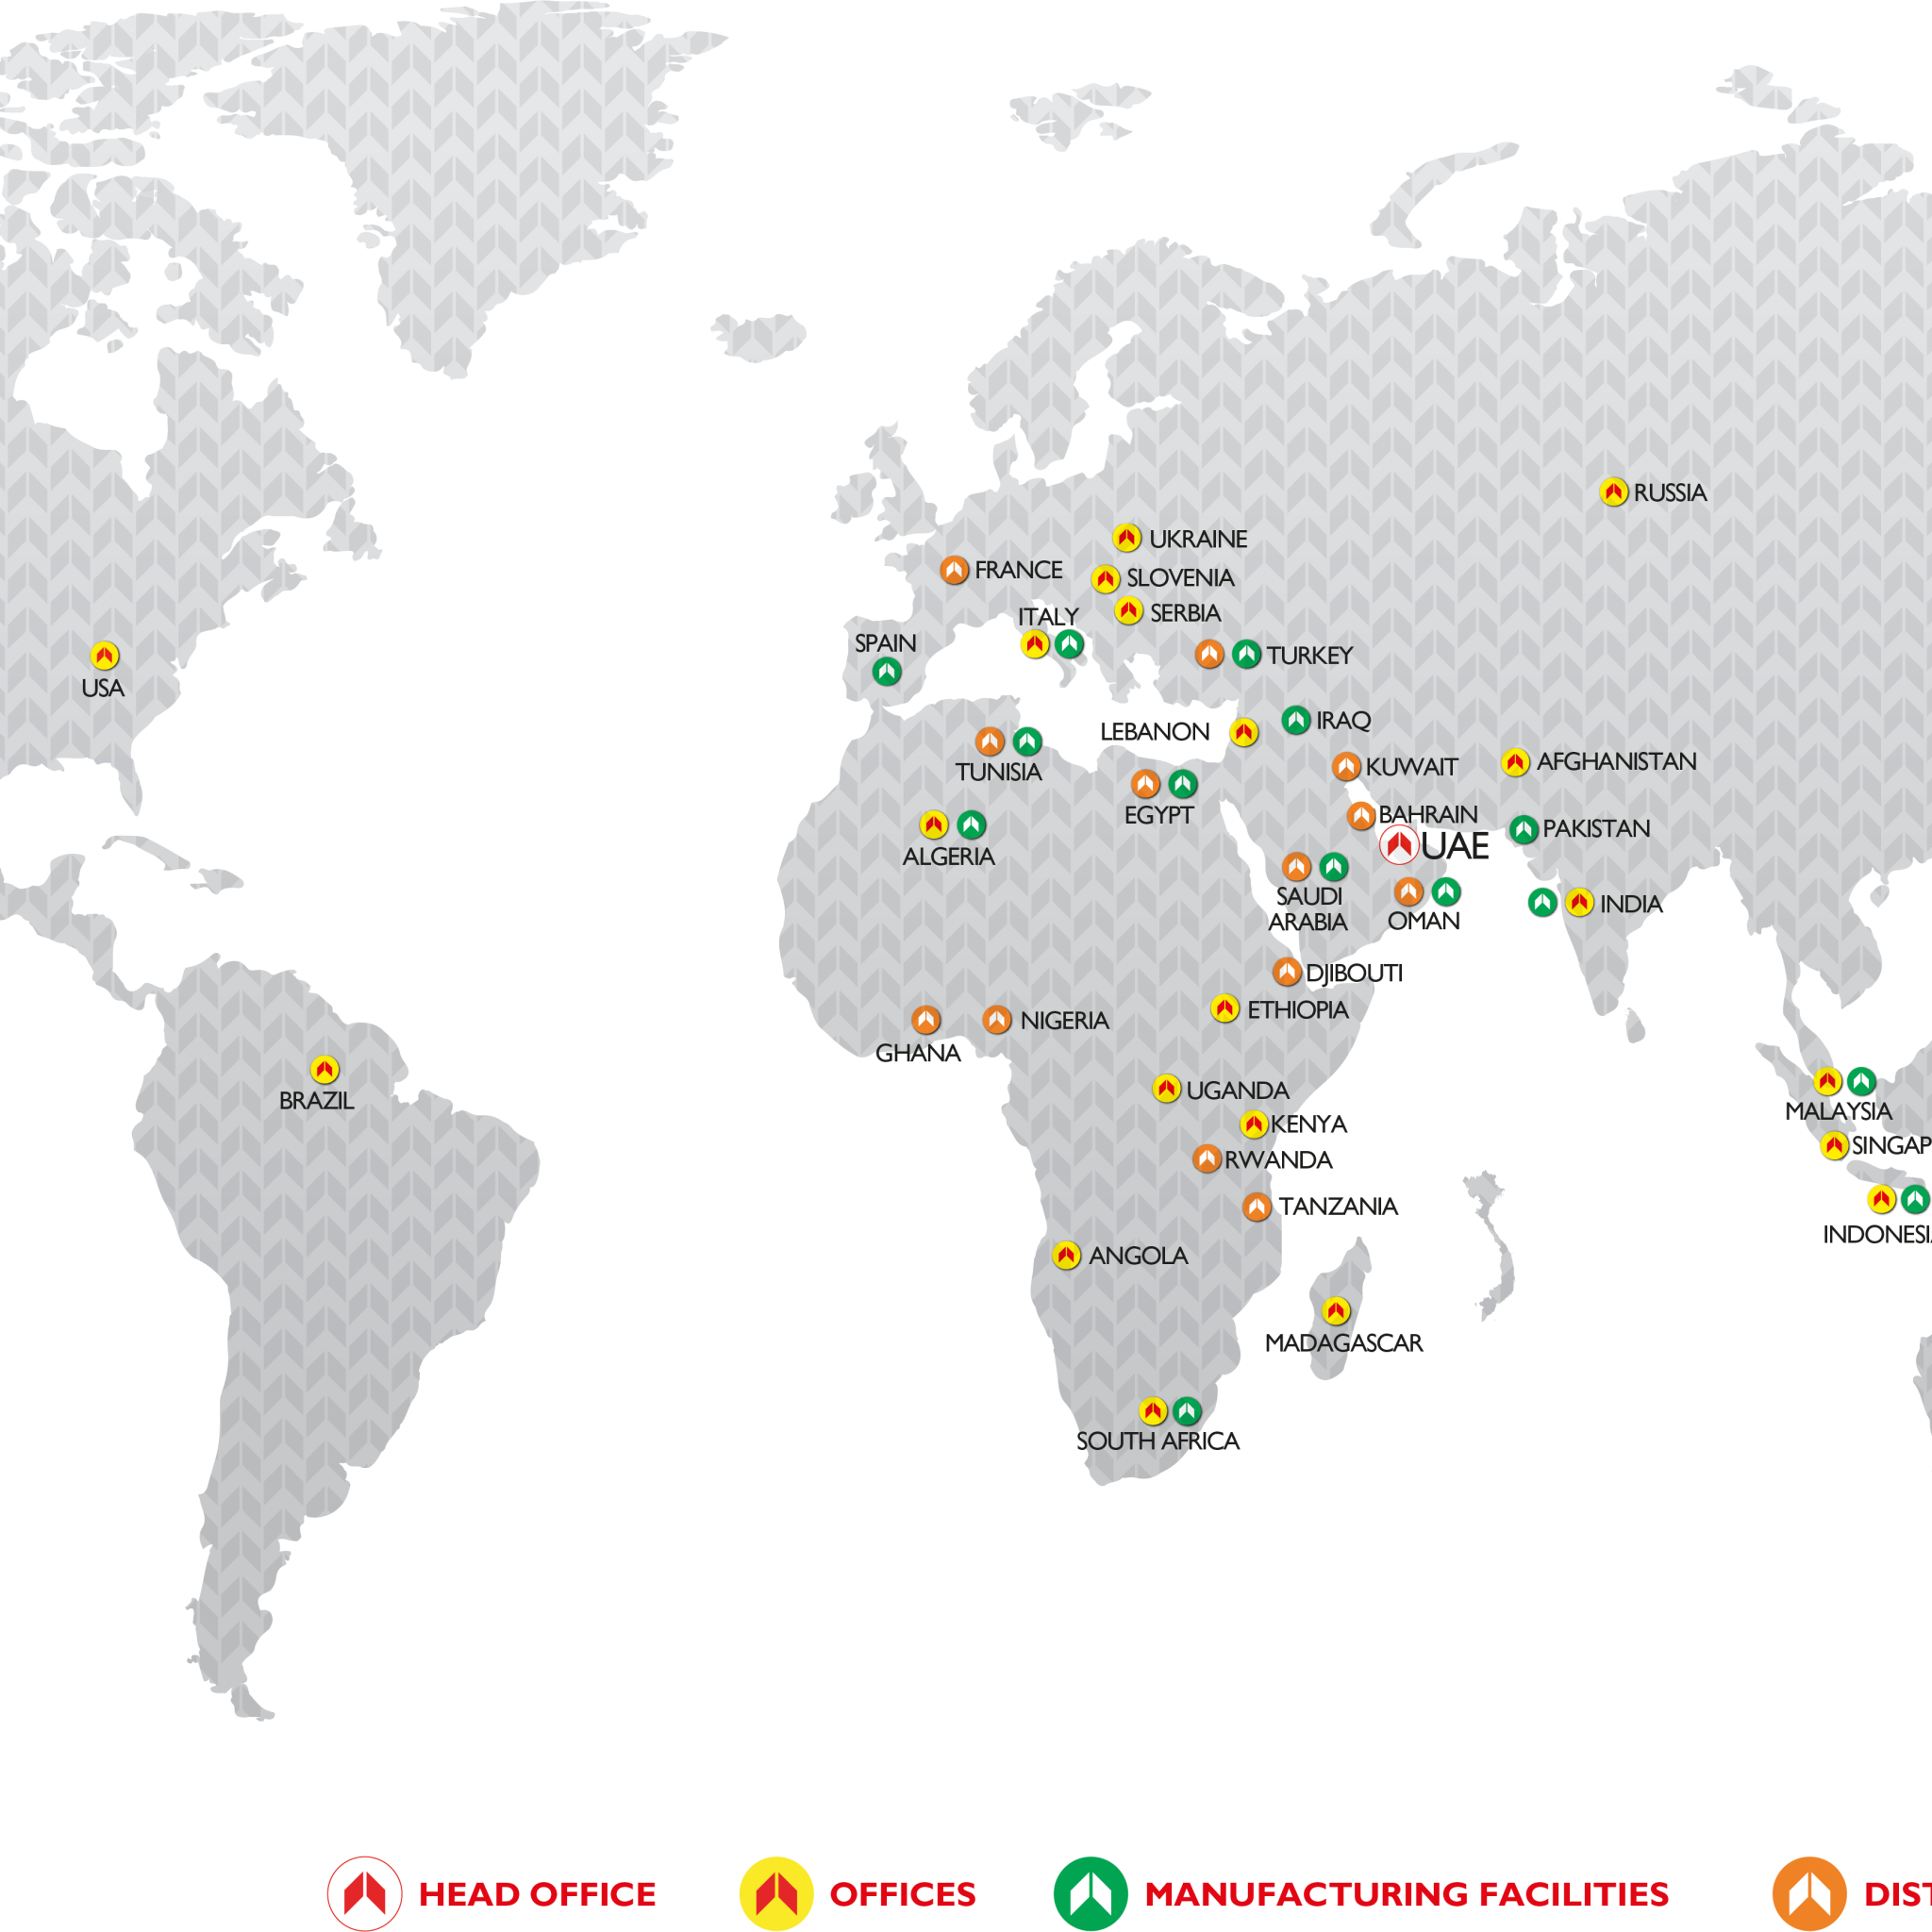 RUSSIA
UKRAINE
FRANCE
SLOVENIA
SERBIA
ITALY
SPAIN
TURKEY
USA
LEBANON
IRAQ
TUNISIA
KUWAIT
AFGHANISTAN
EGYPT
BAHRAIN
PAKISTAN
UAE
ALGERIA
SAUDI
ARABIA
OMAN
INDIA
DJIBOUTI
ETHIOPIA
NIGERIA
GHANA
UGANDA
BRAZIL
KENYA
MALAYSIA
SINGAP
RWANDA
TANZANIA
INDONESI
ANGOLA
MADAGASCAR
SOUTH AFRICA
HEAD OFFICE
OFFICES
MANUFACTURING FACILITIES
DIST